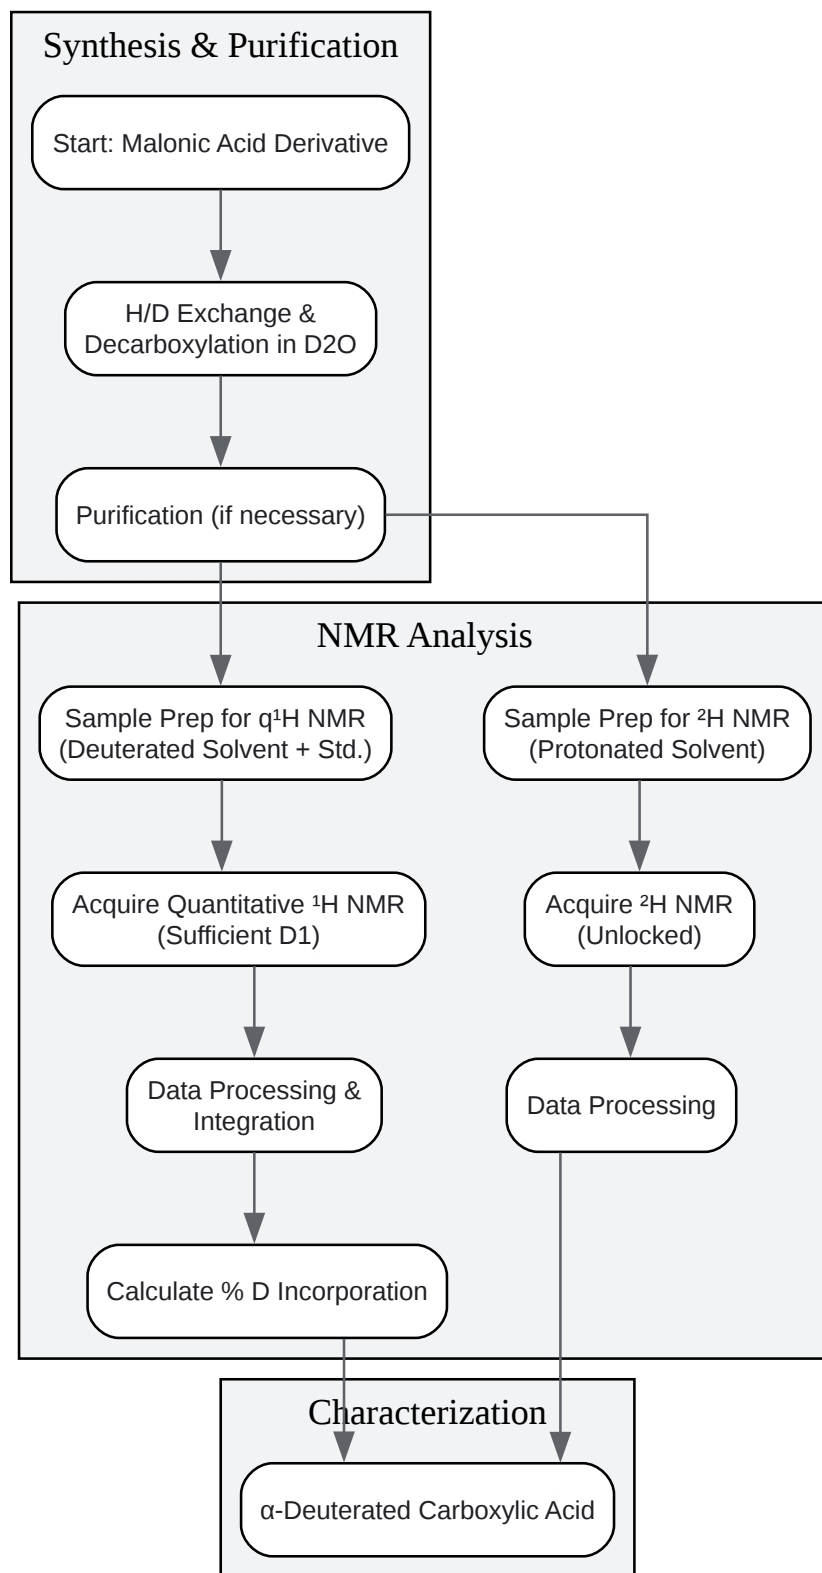 Synthesis & Purification
Start: Malonic Acid Derivative
H/D Exchange &
Decarboxylation in D2O
Purification (if necessary)
NMR Analysis
Sample Prep for q¹H NMR
(Deuterated Solvent + Std.)
Sample Prep for ²H NMR
(Protonated Solvent)
Acquire Quantitative ¹H NMR
(Sufficient D1)
Acquire ²H NMR
(Unlocked)
Data Processing &
Integration
Data Processing
Calculate % D Incorporation
Characterization
α-Deuterated Carboxylic Acid